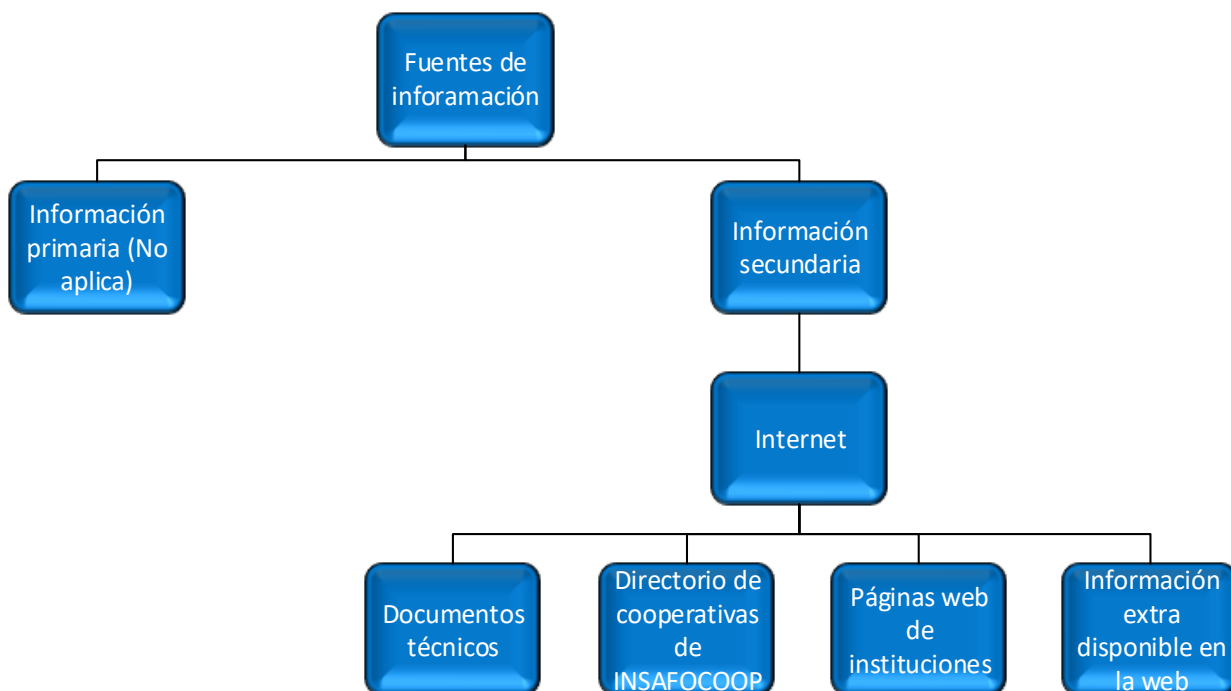 Fuentes de
inforamación
Información
primaria (No
aplica)
Información
secundaria
Internet
Documentos
técnicos
Directorio de
cooperativas
de
INSAFOCOOP
Páginas web
de
instituciones
Información
extra
disponible en
la web